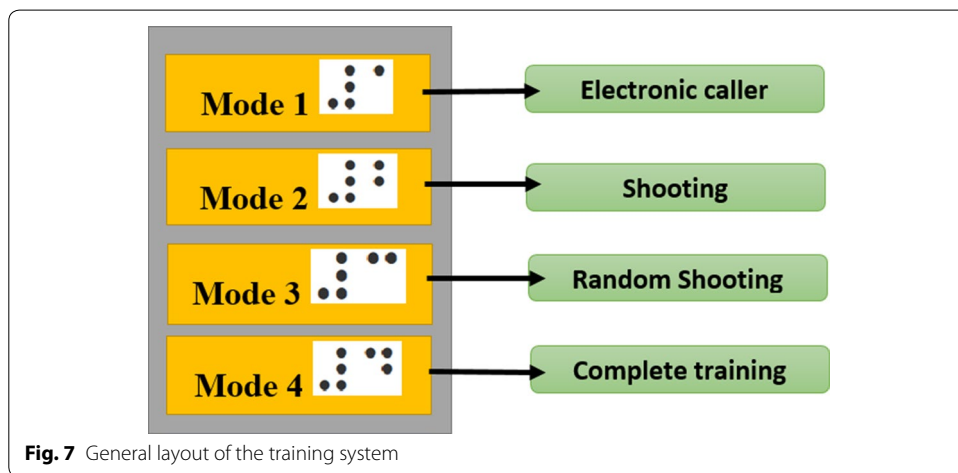 Mode 1 ⠼⠁ Electronic caller
Mode 2 ⠼⠃ Shooting
Mode 3 ⠼⠉ Random Shooting
Mode 4 ⠼⠙ Complete training
Fig. 7 General layout of the training system